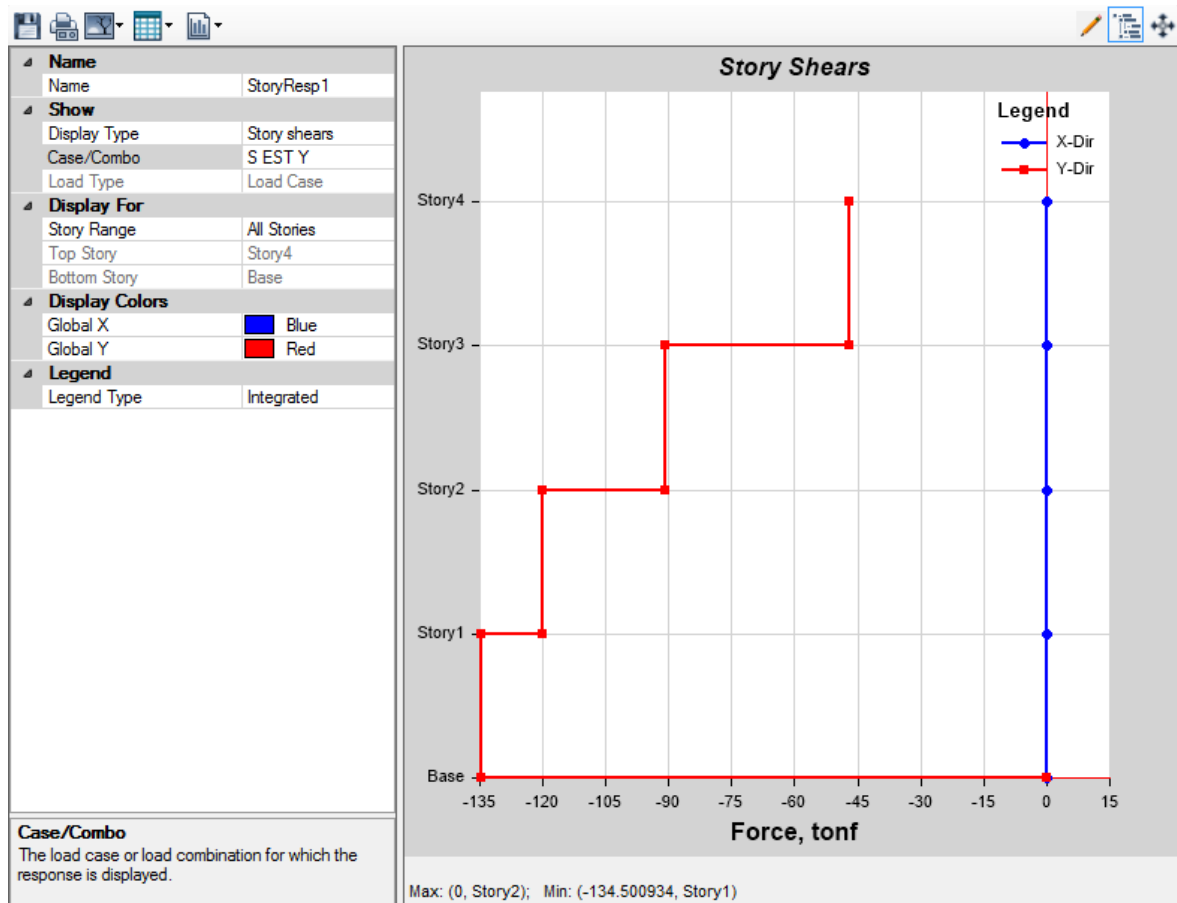 Name
Name StoryResp1
Show
Display Type Story shears
Case/Combo S EST Y
Load Type Load Case
Display For
Story Range All Stories
Top Story Story4
Bottom Story Base
Display Colors
Global X Blue
Global Y Red
Legend
Legend Type Integrated
Case/Combo
The load case or load combination for which the
response is displayed.
Story Shears
Legend
X-Dir
Y-Dir
Story4
Story3
Story2
Story1
Base
-135 -120 -105 -90 -75 -60 -45 -30 -15 0 15
Force, tonf
Max: (0, Story2); Min: (-134.500934, Story1)